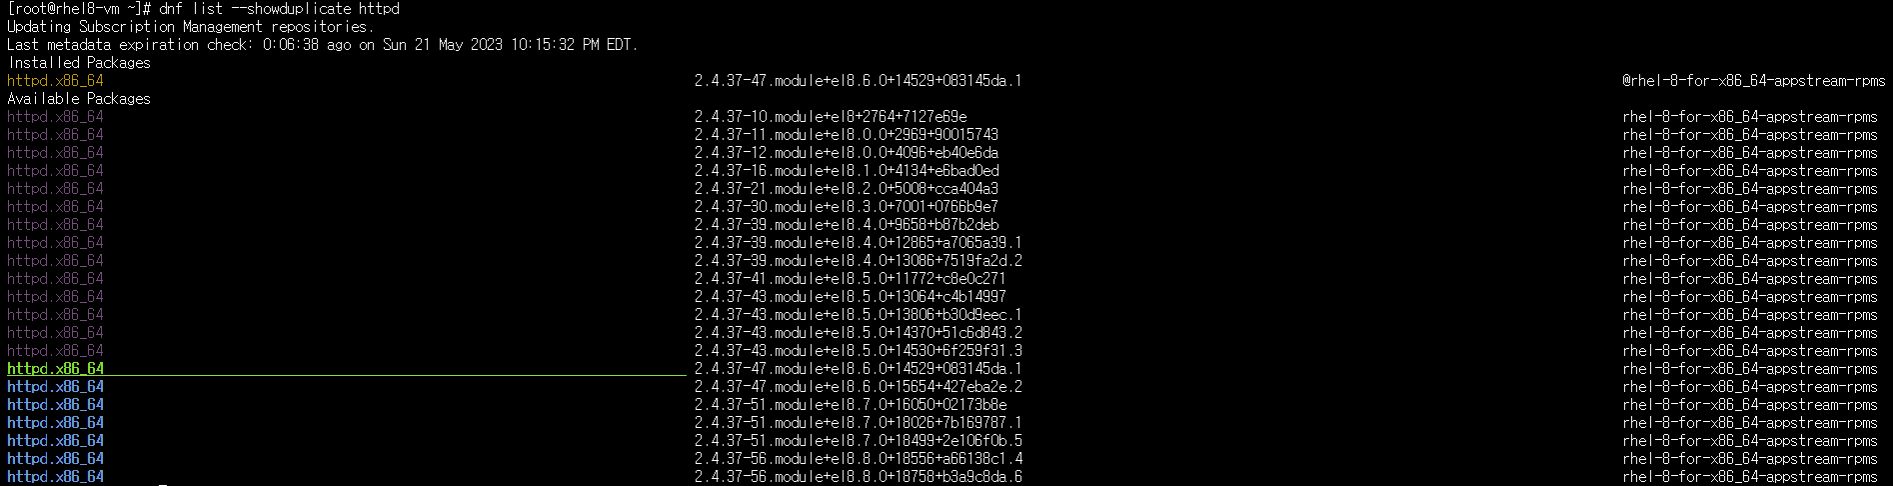 [root@rhel8-vm ~]# dnf list --showduplicate httpd
Updating Subscription Management repositories.
Last metadata expiration check: 0:06:38 ago on Sun 21 May 2023 10:15:32 PM EDT.
Installed Packages
httpd.x86_64 2.4.37-47.module+el8.6.0+14529+083145da.1 @rhel-8-for-x86_64-appstream-rpms
Available Packages
httpd.x86_64 2.4.37-10.module+el8+2764+7127e69e rhel-8-for-x86_64-appstream-rpms
httpd.x86_64 2.4.37-11.module+el8.0.0+2969+90015743 rhel-8-for-x86_64-appstream-rpms
httpd.x86_64 2.4.37-12.module+el8.0.0+4096+eb40e6da rhel-8-for-x86_64-appstream-rpms
httpd.x86_64 2.4.37-16.module+el8.1.0+4134+e6bad0ed rhel-8-for-x86_64-appstream-rpms
httpd.x86_64 2.4.37-21.module+el8.2.0+5008+cca404a3 rhel-8-for-x86_64-appstream-rpms
httpd.x86_64 2.4.37-30.module+el8.3.0+7001+0766b9e7 rhel-8-for-x86_64-appstream-rpms
httpd.x86_64 2.4.37-39.module+el8.4.0+9658+b87b2deb rhel-8-for-x86_64-appstream-rpms
httpd.x86_64 2.4.37-39.module+el8.4.0+12865+a7065a39.1 rhel-8-for-x86_64-appstream-rpms
httpd.x86_64 2.4.37-39.module+el8.4.0+13086+7519fa2d.2 rhel-8-for-x86_64-appstream-rpms
httpd.x86_64 2.4.37-41.module+el8.5.0+11772+c8e0c271 rhel-8-for-x86_64-appstream-rpms
httpd.x86_64 2.4.37-43.module+el8.5.0+13064+c4b14997 rhel-8-for-x86_64-appstream-rpms
httpd.x86_64 2.4.37-43.module+el8.5.0+13806+b30d9eec.1 rhel-8-for-x86_64-appstream-rpms
httpd.x86_64 2.4.37-43.module+el8.5.0+14370+51c6d843.2 rhel-8-for-x86_64-appstream-rpms
httpd.x86_64 2.4.37-43.module+el8.5.0+14530+6f259f31.3 rhel-8-for-x86_64-appstream-rpms
httpd.x86_64 2.4.37-47.module+el8.6.0+14529+083145da.1 rhel-8-for-x86_64-appstream-rpms
httpd.x86_64 2.4.37-47.module+el8.6.0+15654+427eba2e.2 rhel-8-for-x86_64-appstream-rpms
httpd.x86_64 2.4.37-51.module+el8.7.0+16050+02173b8e rhel-8-for-x86_64-appstream-rpms
httpd.x86_64 2.4.37-51.module+el8.7.0+18026+7b169787.1 rhel-8-for-x86_64-appstream-rpms
httpd.x86_64 2.4.37-51.module+el8.7.0+18499+2e106f0b.5 rhel-8-for-x86_64-appstream-rpms
httpd.x86_64 2.4.37-56.module+el8.8.0+18556+a66138c1.4 rhel-8-for-x86_64-appstream-rpms
httpd.x86_64 2.4.37-56.module+el8.8.0+18758+b3a9c8da.6 rhel-8-for-x86_64-appstream-rpms